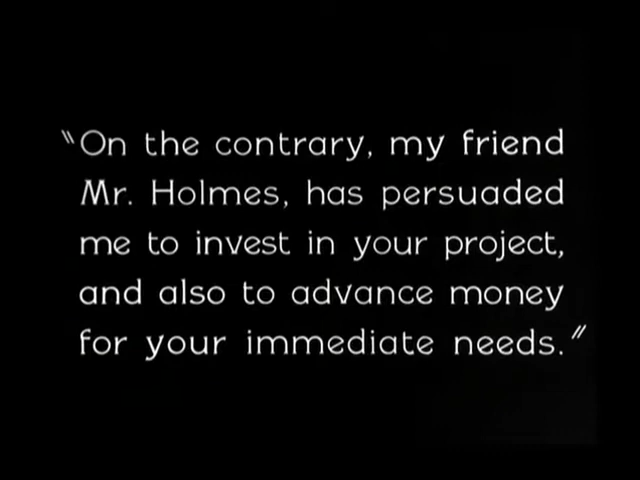 "On the contrary, my friend
Mr. Holmes, has persuaded
me to invest in your project,
and also to advance money
for your immediate needs."